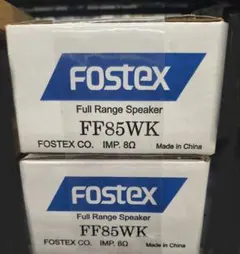 FOSTEX
Full Range Speaker
FF85WK
FOSTEX CO. IMP. 8Ω Made in China
FOSTEX
Full Range Speaker
FF85WK
FOSTEX CO. IMP. 8Ω Made in China